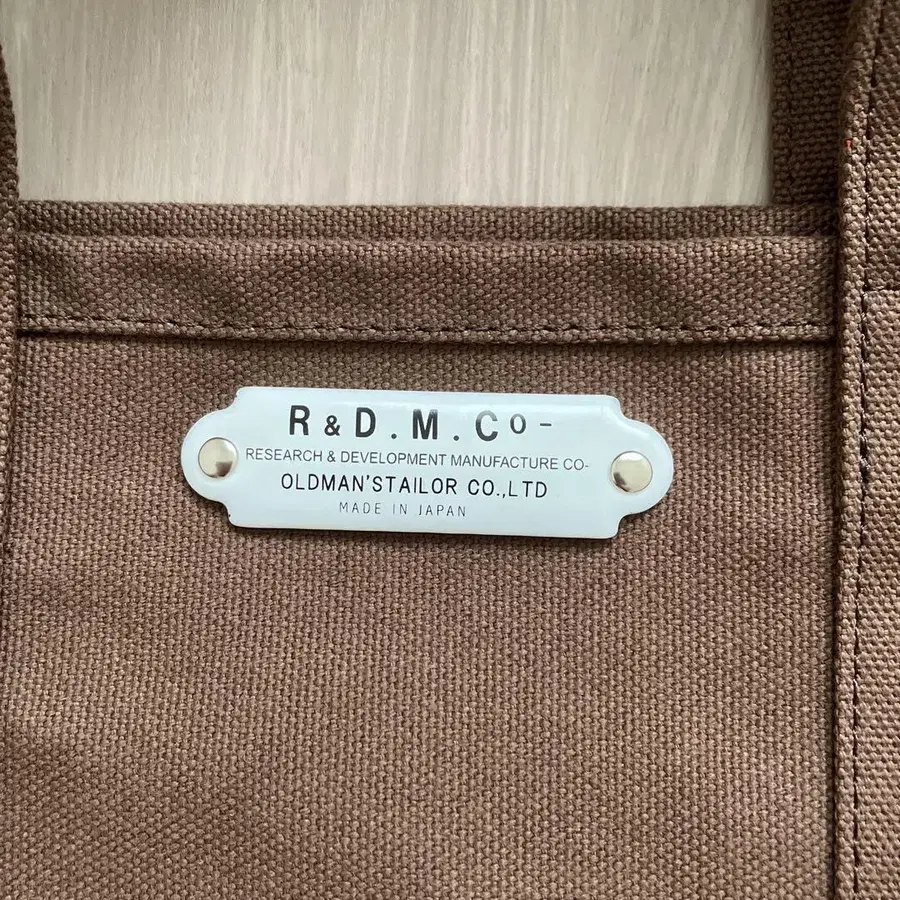 R & D . M . Co -
RESEARCH & DEVELOPMENT MANUFACTURE CO-
OLDMAN'STAILOR CO.,LTD
MADE IN JAPAN